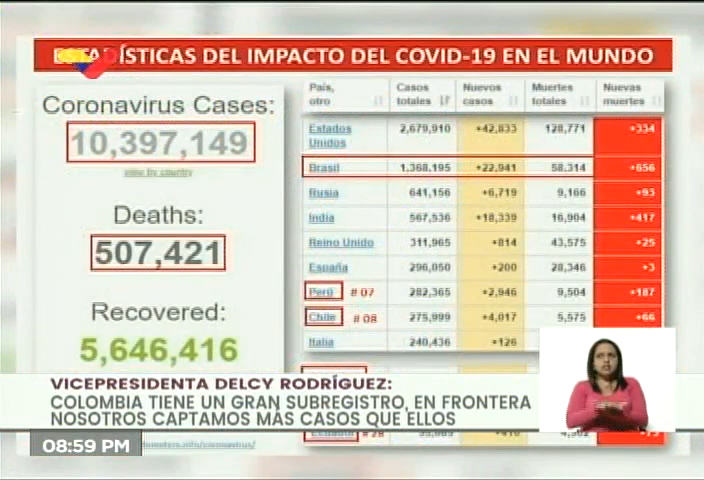 ESTADÍSTICAS DEL IMPACTO DEL COVID-19 EN EL MUNDO
Coronavirus Cases:
10,397,149
view by country
Deaths:
507,421
Recovered:
5,646,416
País, otro Casos totales Nuevos casos Muertes totales Nuevas muertes
Estados Unidos 2,679,910 +42,833 128,771 +334
Brasil 1,368,195 +22,941 58,314 +656
Rusia 641,156 +6,719 9,166 +93
India 567,536 +18,339 16,904 +417
Reino Unido 311,965 +814 43,575 +25
España 296,050 +200 28,346 +3
Perú # 07 282,365 +2,946 9,504 +187
Chile # 08 275,999 +4,017 5,575 +66
Italia 240,436 +126
VICEPRESIDENTA DELCY RODRÍGUEZ:
COLOMBIA TIENE UN GRAN SUBREGISTRO, EN FRONTERA
NOSOTROS CAPTAMOS MÁS CASOS QUE ELLOS
08:59 PM